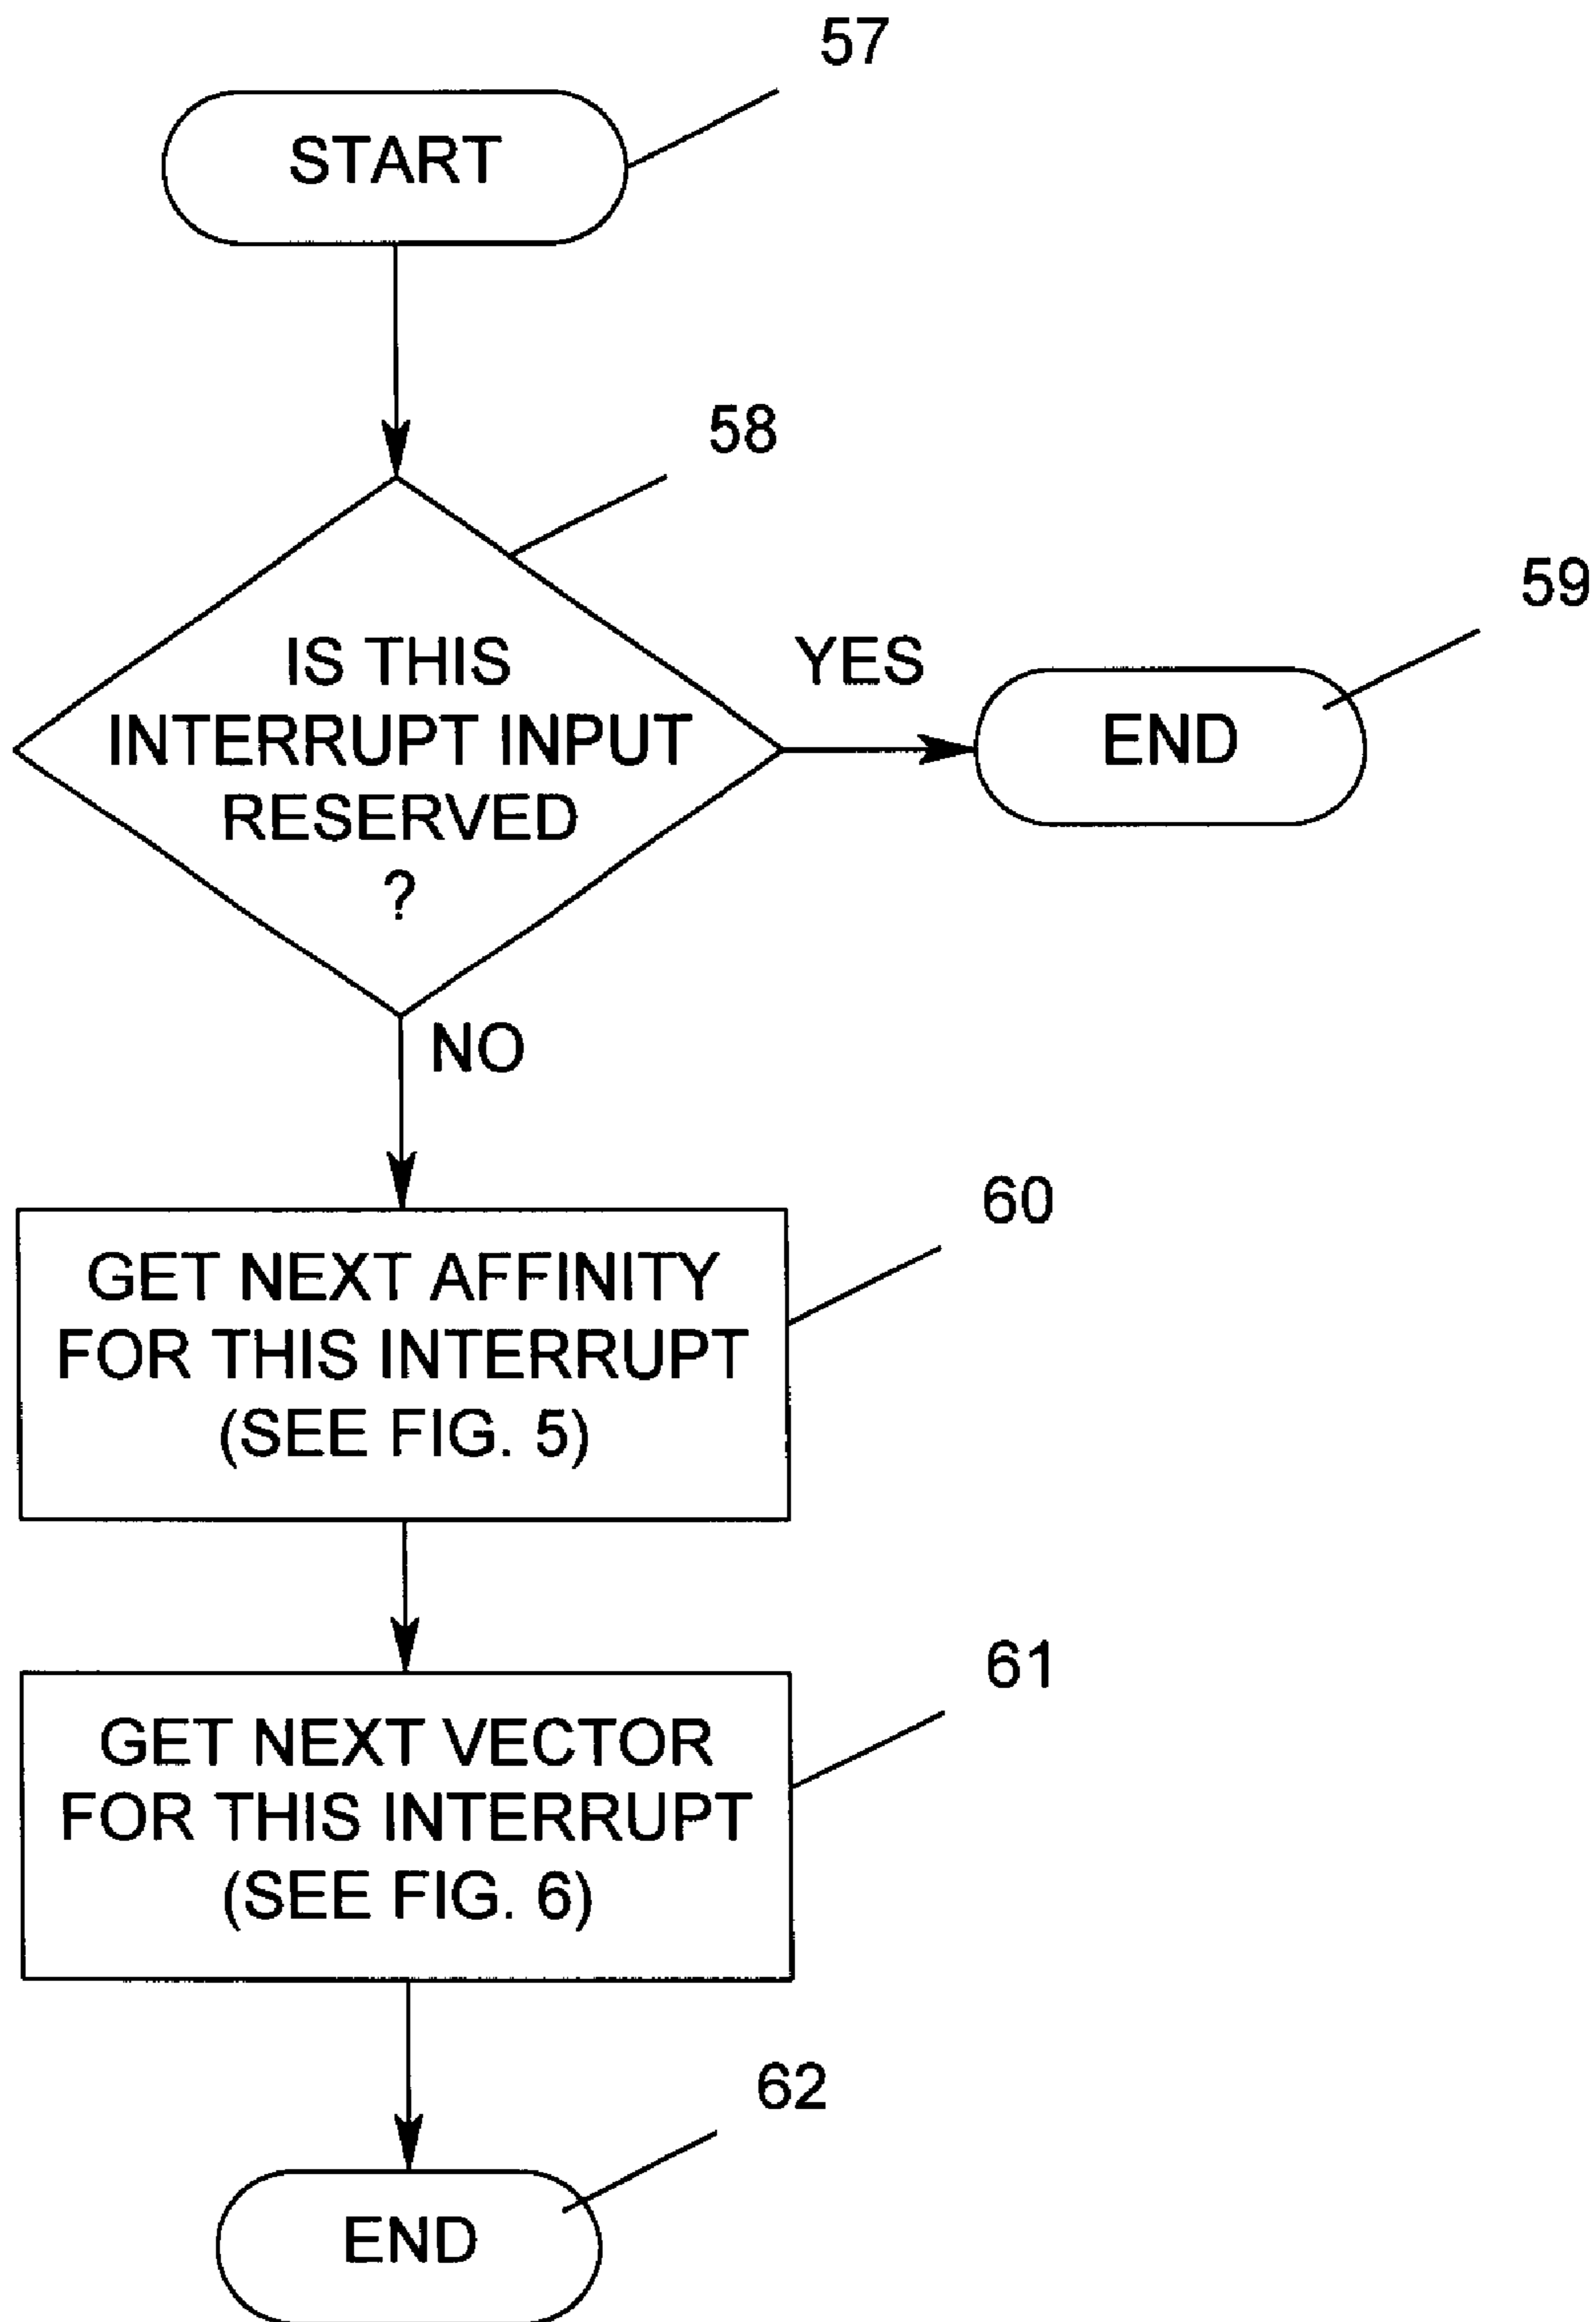 57
START
58
IS THIS
INTERRUPT INPUT
RESERVED
?
YES
59
END
NO
60
GET NEXT AFFINITY
FOR THIS INTERRUPT
(SEE FIG. 5)
61
GET NEXT VECTOR
FOR THIS INTERRUPT
(SEE FIG. 6)
62
END